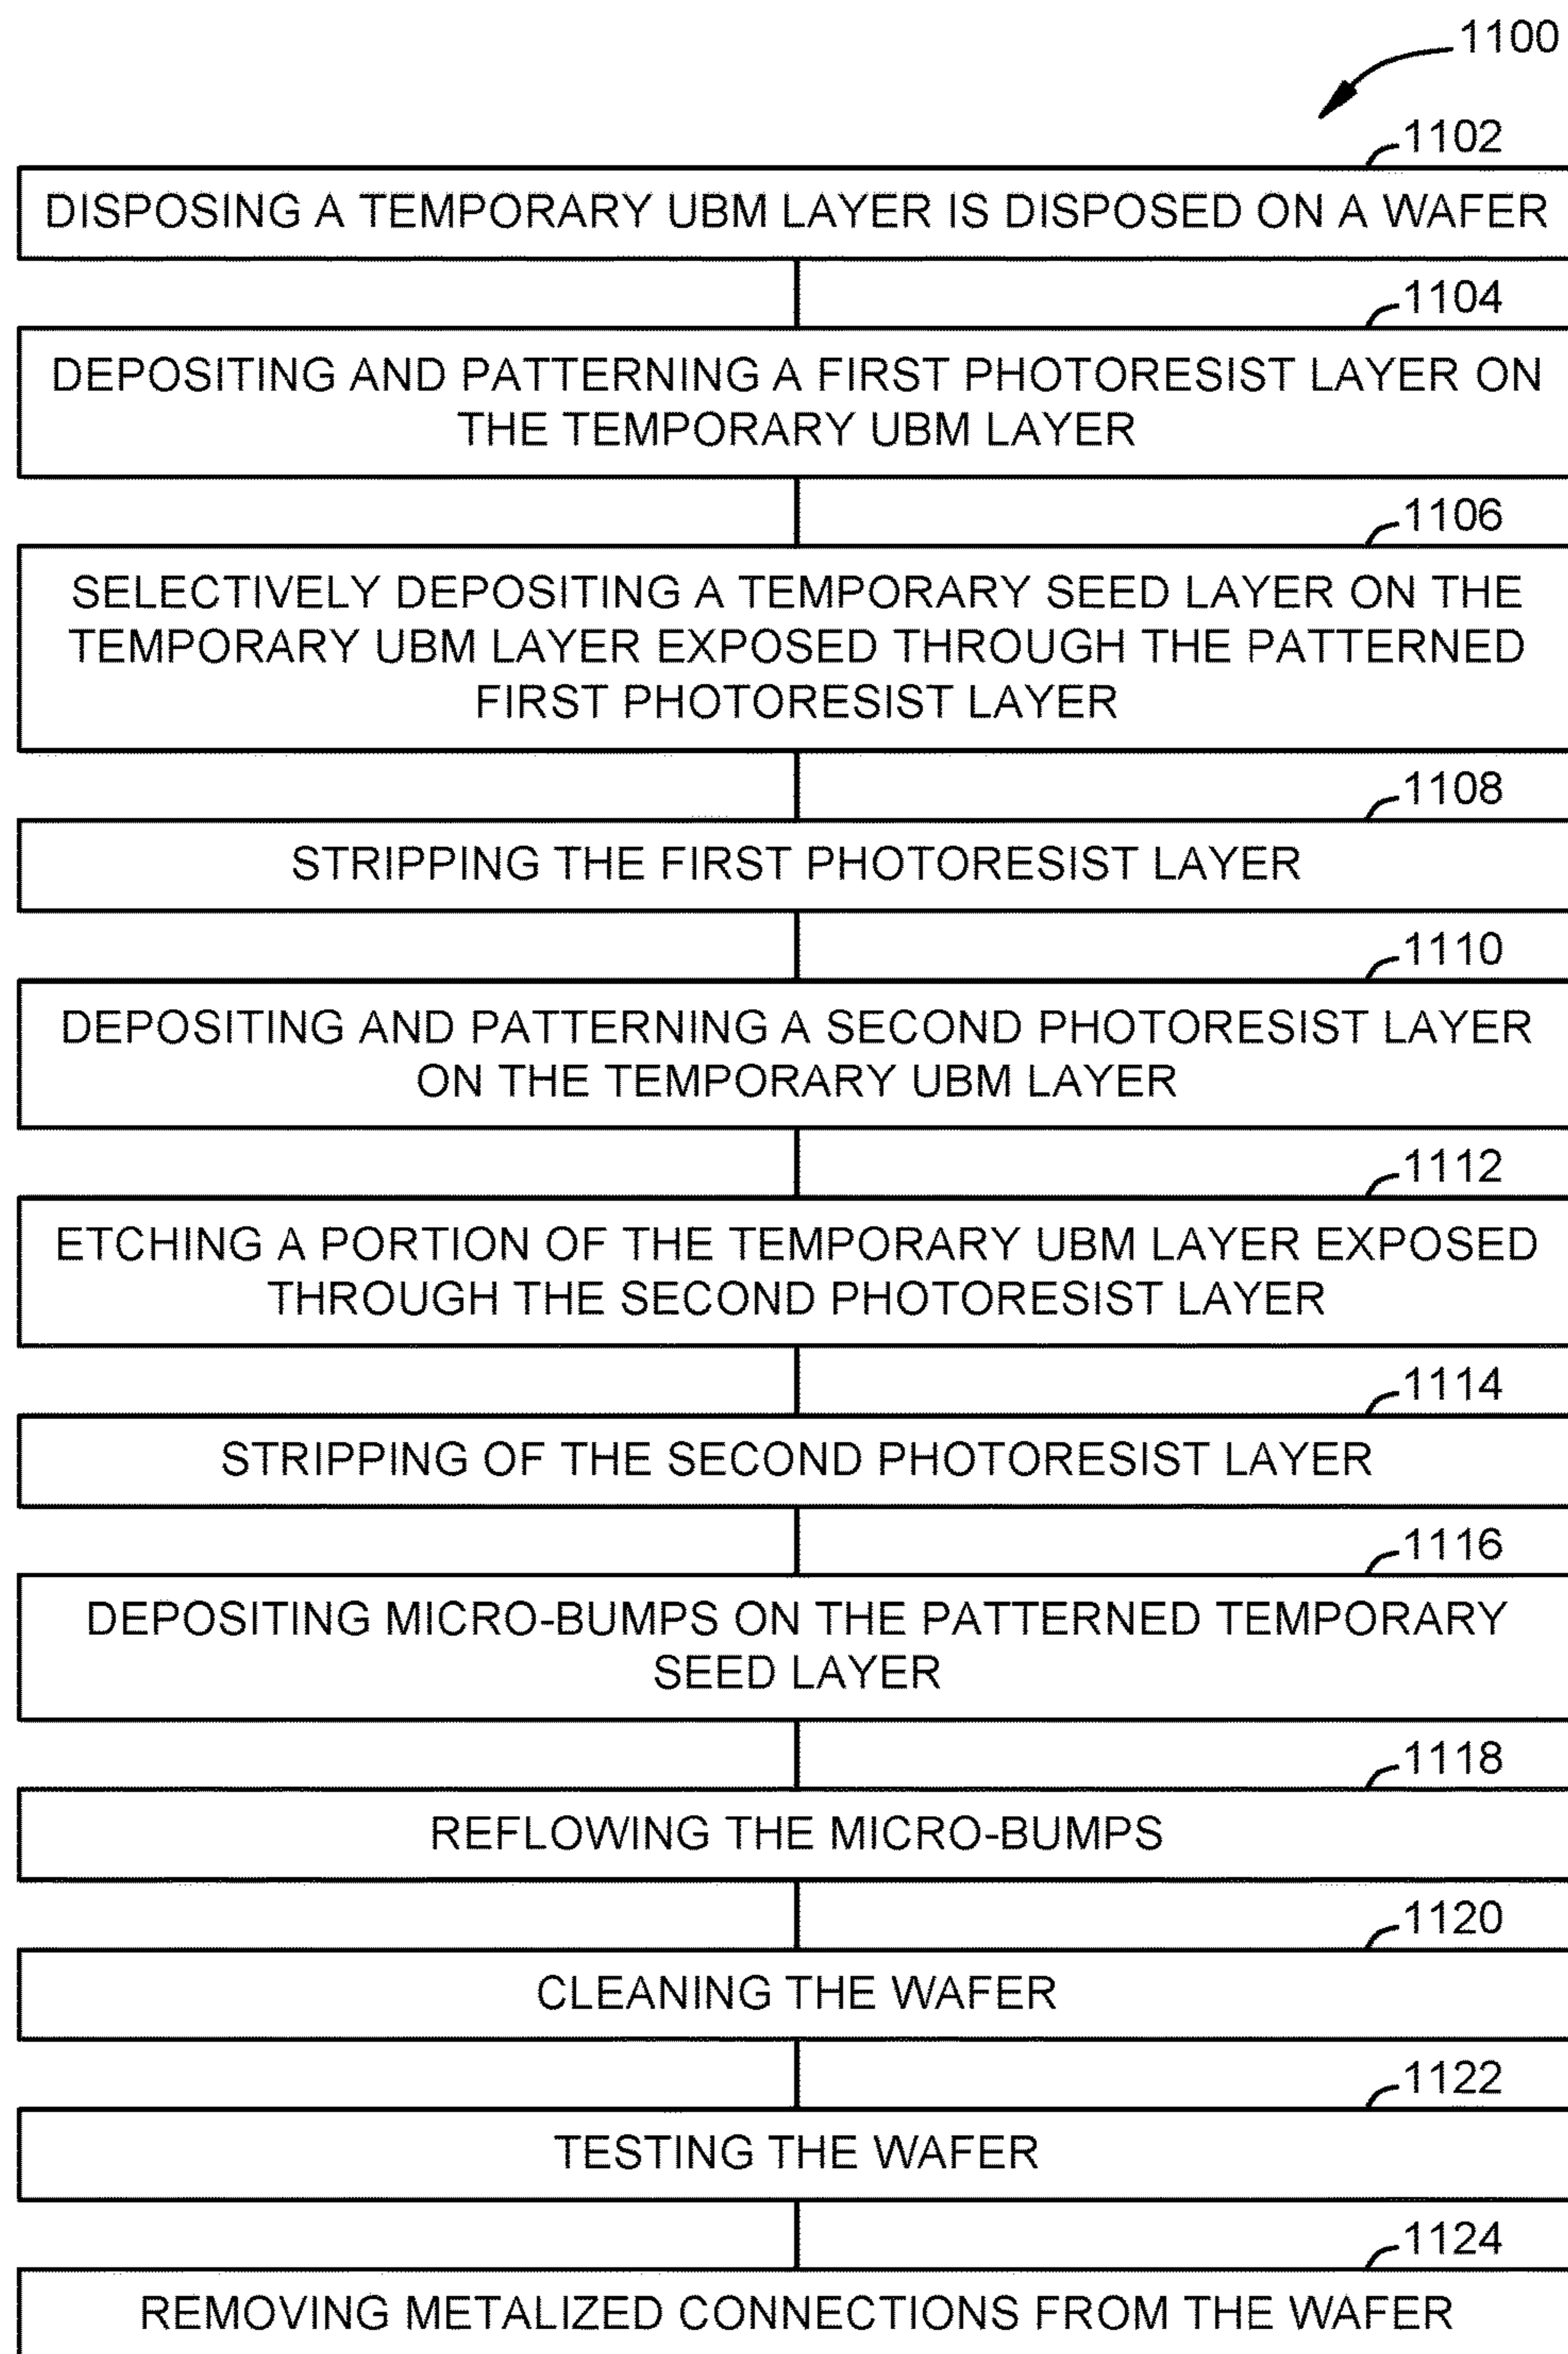 1100
1102
DISPOSING A TEMPORARY UBM LAYER IS DISPOSED ON A WAFER
1104
DEPOSITING AND PATTERNING A FIRST PHOTORESIST LAYER ON
THE TEMPORARY UBM LAYER
1106
SELECTIVELY DEPOSITING A TEMPORARY SEED LAYER ON THE
TEMPORARY UBM LAYER EXPOSED THROUGH THE PATTERNED
FIRST PHOTORESIST LAYER
1108
STRIPPING THE FIRST PHOTORESIST LAYER
1110
DEPOSITING AND PATTERNING A SECOND PHOTORESIST LAYER
ON THE TEMPORARY UBM LAYER
1112
ETCHING A PORTION OF THE TEMPORARY UBM LAYER EXPOSED
THROUGH THE SECOND PHOTORESIST LAYER
1114
STRIPPING OF THE SECOND PHOTORESIST LAYER
1116
DEPOSITING MICRO-BUMPS ON THE PATTERNED TEMPORARY
SEED LAYER
1118
REFLOWING THE MICRO-BUMPS
1120
CLEANING THE WAFER
1122
TESTING THE WAFER
1124
REMOVING METALIZED CONNECTIONS FROM THE WAFER